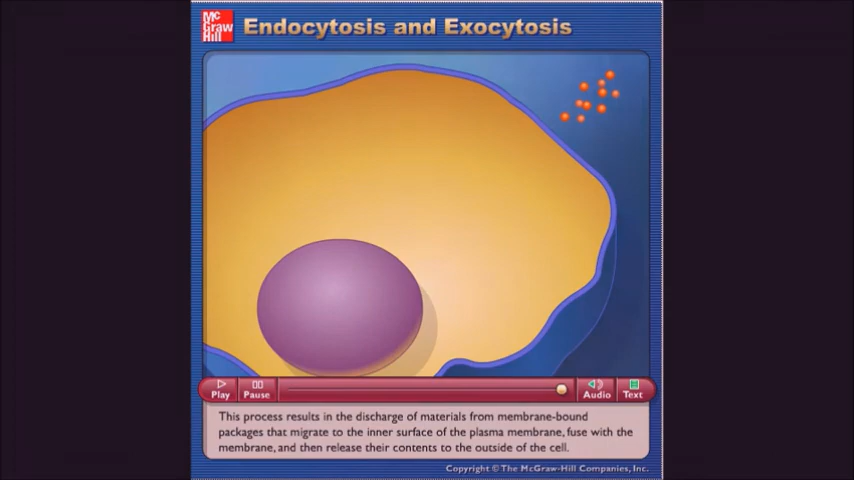 Mc
Graw
Hill
Endocytosis and Exocytosis
Play
Pause
Audio
Text
This process results in the discharge of materials from membrane-bound
packages that migrate to the inner surface of the plasma membrane, fuse with the
membrane, and then release their contents to the outside of the cell.
Copyright © The McGraw-Hill Companies, Inc.